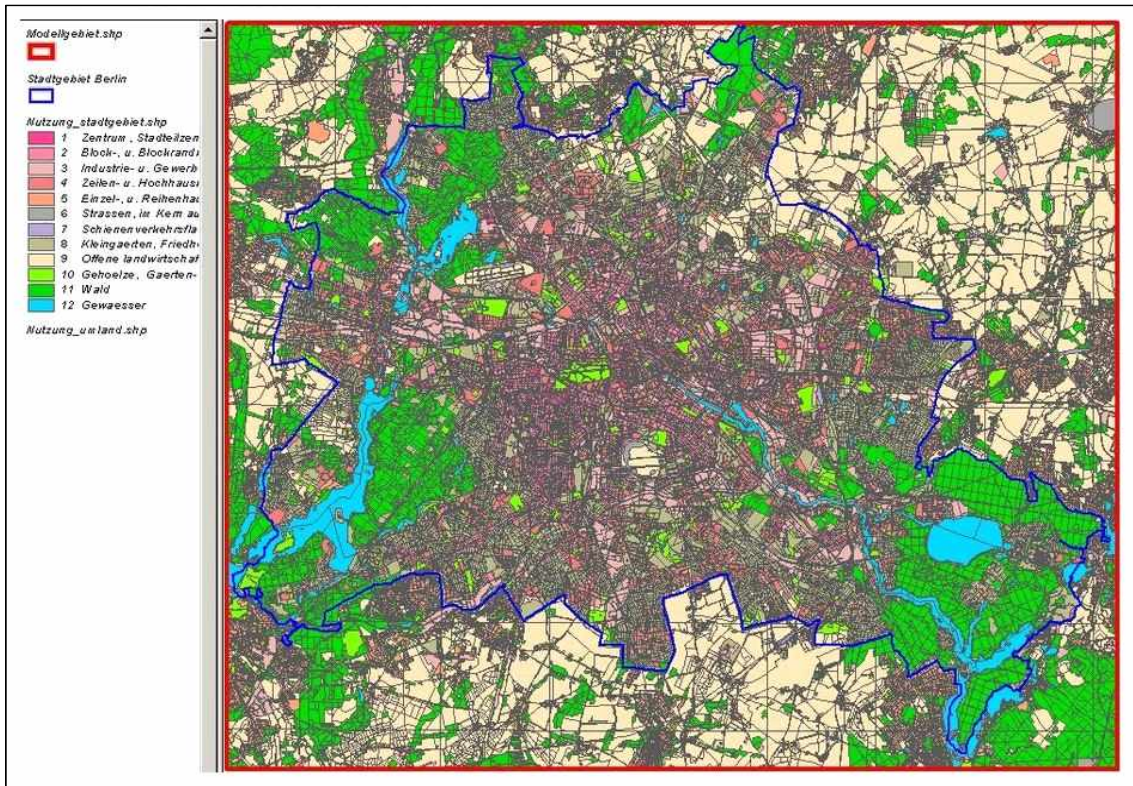 Modellgebiet.shp
Stadtgebiet Berlin
Nutzung_stadtgebiet.shp
1 Zentrum, Stadteilzen
2 Block-, u. Blockrandr
3 Industrie- u. Gewerb
4 Zeilen- u. Hochhaus
5 Einzel-, u. Reihenhau
6 Strassen, im Kern au
7 Schienenverkehrsfla
8 Kleingaerten, Friedh
9 Offene landwirtschaf
10 Gehoelze, Gaerten-
11 Wald
12 Gewaesser
Nutzung_umland.shp